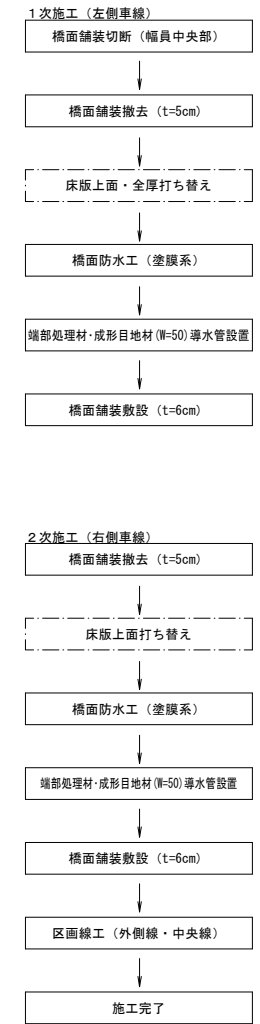 １次施工（左側車線）
橋面舗装切断（幅員中央部）
橋面舗装撤去（t=5cm）
床版上面・全厚打ち替え
橋面防水工（塗膜系）
端部処理材･成形目地材(W=50)導水管設置
橋面舗装敷設（t=6cm）
２次施工（右側車線）
橋面舗装撤去（t=5cm）
床版上面打ち替え
橋面防水工（塗膜系）
端部処理材･成形目地材(W=50)導水管設置
橋面舗装敷設（t=6cm）
区画線工（外側線・中央線）
施工完了